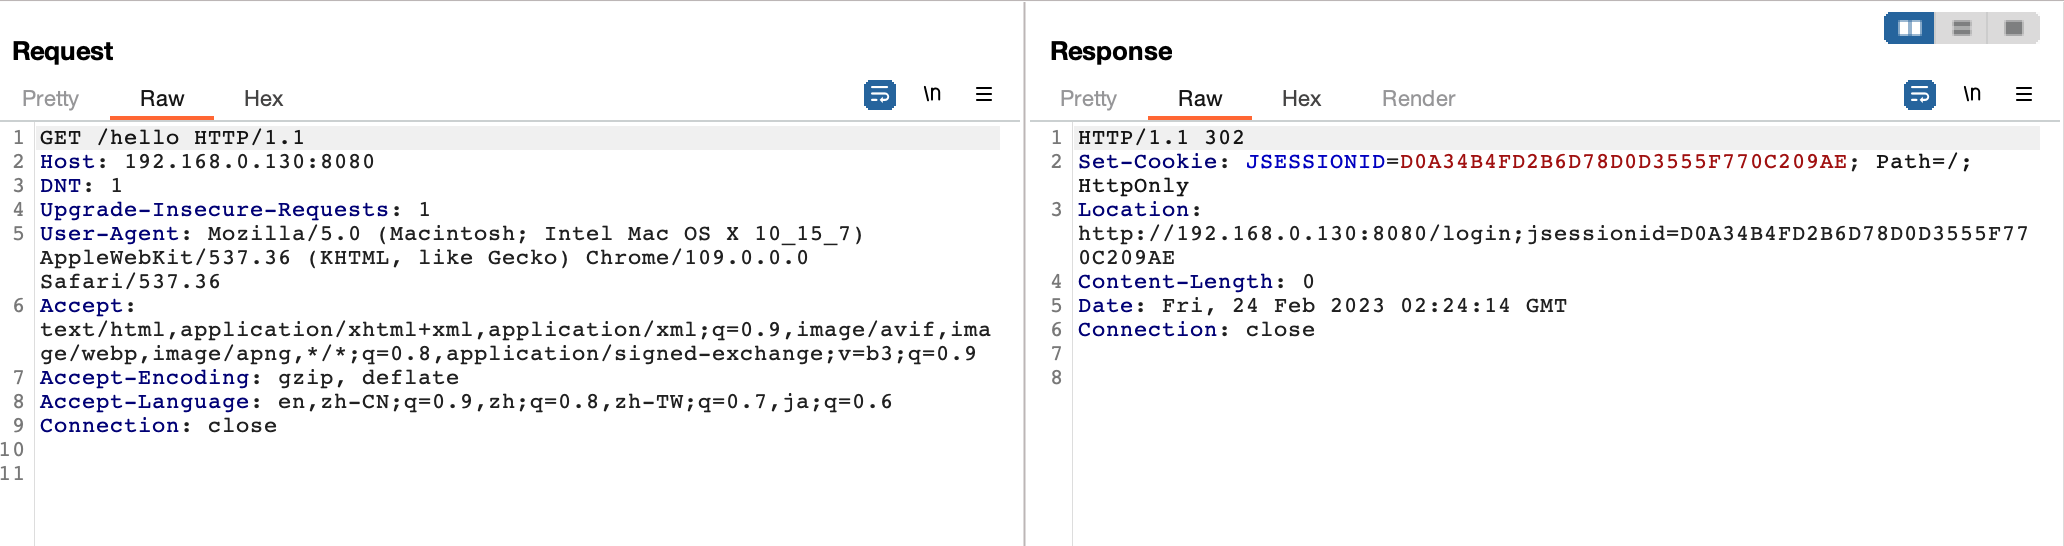 Request
Pretty Raw Hex \n
1 GET /hello HTTP/1.1
2 Host: 192.168.0.130:8080
3 DNT: 1
4 Upgrade-Insecure-Requests: 1
5 User-Agent: Mozilla/5.0 (Macintosh; Intel Mac OS X 10_15_7)
AppleWebKit/537.36 (KHTML, like Gecko) Chrome/109.0.0.0
Safari/537.36
6 Accept:
text/html,application/xhtml+xml,application/xml;q=0.9,image/avif,ima
ge/webp,image/apng,*/*;q=0.8,application/signed-exchange;v=b3;q=0.9
7 Accept-Encoding: gzip, deflate
8 Accept-Language: en,zh-CN;q=0.9,zh;q=0.8,zh-TW;q=0.7,ja;q=0.6
9 Connection: close
10
11
Response
Pretty Raw Hex Render \n
1 HTTP/1.1 302
2 Set-Cookie: JSESSIONID=D0A34B4FD2B6D78D0D3555F770C209AE; Path=/;
HttpOnly
3 Location:
http://192.168.0.130:8080/login;jsessionid=D0A34B4FD2B6D78D0D3555F77
0C209AE
4 Content-Length: 0
5 Date: Fri, 24 Feb 2023 02:24:14 GMT
6 Connection: close
7
8